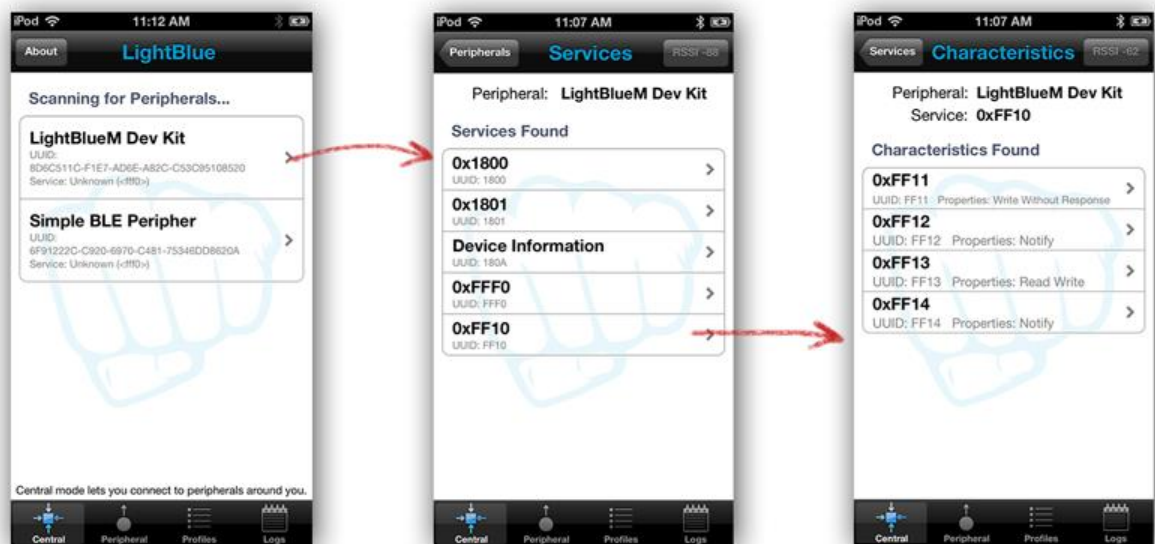 iPod 11:12 AM
About LightBlue
Scanning for Peripherals...
LightBlueM Dev Kit
UUID:
8D6C511C-F1E7-AD6E-A82C-C53C95108520
Service: Unknown (<fff0>)
Simple BLE Peripher
UUID:
6F91222C-C920-6970-C481-75346DD8620A
Service: Unknown (<fff0>)
Central mode lets you connect to peripherals around you.
Central Peripheral Profiles Logs
iPod 11:07 AM
Peripherals Services RSSI -88
Peripheral: LightBlueM Dev Kit
Services Found
0x1800
UUID: 1800
0x1801
UUID: 1801
Device Information
UUID: 180A
0xFFF0
UUID: FFF0
0xFF10
UUID: FF10
Central Peripheral Profiles Logs
iPod 11:07 AM
Services Characteristics RSSI -62
Peripheral: LightBlueM Dev Kit
Service: 0xFF10
Characteristics Found
0xFF11
UUID: FF11 Properties: Write Without Response
0xFF12
UUID: FF12 Properties: Notify
0xFF13
UUID: FF13 Properties: Read Write
0xFF14
UUID: FF14 Properties: Notify
Central Peripheral Profiles Logs